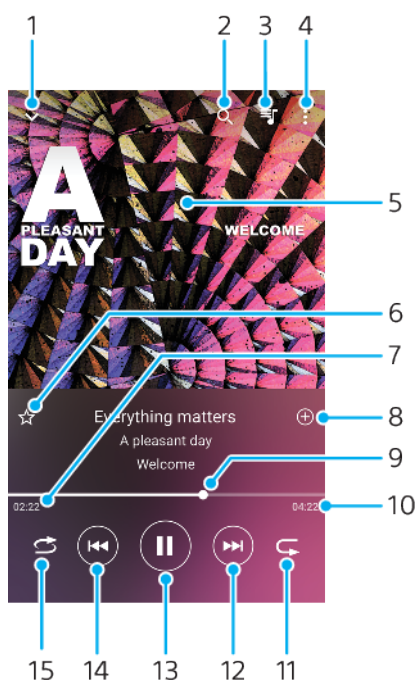 1 2 3 4
A
PLEASANT
DAY
WELCOME
5
6
7
Everything matters
8
A pleasant day
Welcome
9
02:22 04:22
10
15 14 13 12 11